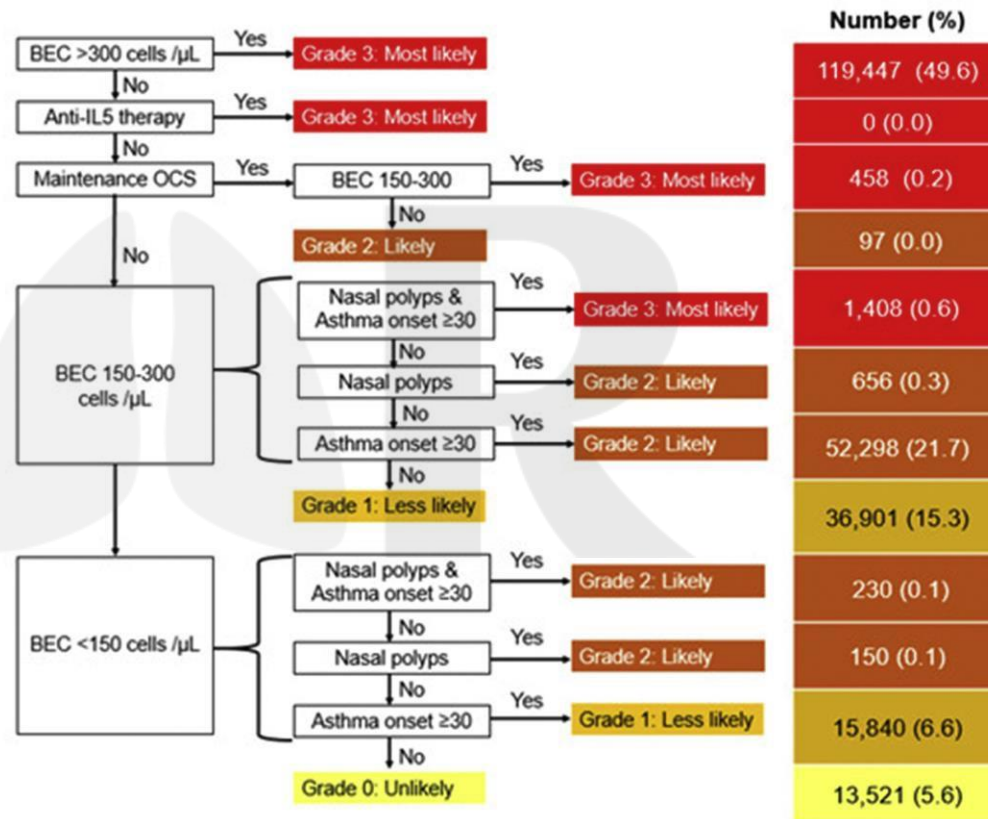 Number (%)
BEC >300 cells /µL
Yes
Grade 3: Most likely
119,447 (49.6)
No
Anti-IL5 therapy
Yes
Grade 3: Most likely
0 (0.0)
No
Maintenance OCS
Yes
BEC 150-300
Yes
Grade 3: Most likely
458 (0.2)
No
Grade 2: Likely
97 (0.0)
No
BEC 150-300
cells /µL
Nasal polyps &
Asthma onset ≥30
Yes
Grade 3: Most likely
1,408 (0.6)
No
Nasal polyps
Yes
Grade 2: Likely
656 (0.3)
No
Asthma onset ≥30
Yes
Grade 2: Likely
52,298 (21.7)
No
Grade 1: Less likely
36,901 (15.3)
BEC <150 cells /µL
Nasal polyps &
Asthma onset ≥30
Yes
Grade 2: Likely
230 (0.1)
No
Nasal polyps
Yes
Grade 2: Likely
150 (0.1)
No
Asthma onset ≥30
Yes
Grade 1: Less likely
15,840 (6.6)
No
Grade 0: Unlikely
13,521 (5.6)
R